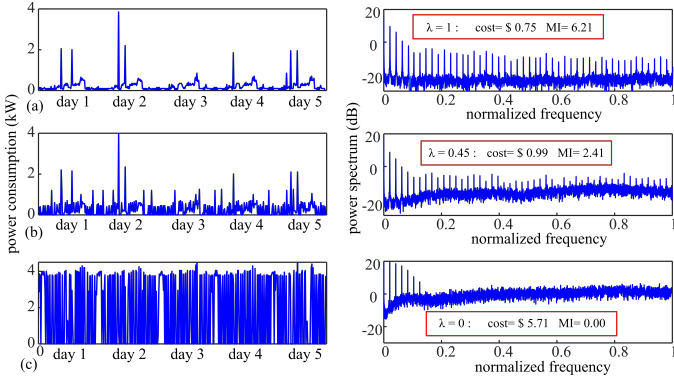 power consumption (kW)
4
2
0
(a)
day 1
day 2
day 3
day 4
day 5
4
2
0
(b)
day 1
day 2
day 3
day 4
day 5
4
2
0
0
(c)
day 1
day 2
day 3
day 4
day 5
power spectrum (dB)
20
0
-20
λ = 1 : cost= $ 0.75 MI= 6.21
0 0.2 0.4 0.6 0.8 1
normalized frequency
20
0
-20
λ = 0.45 : cost= $ 0.99 MI= 2.41
0 0.2 0.4 0.6 0.8 1
normalized frequency
20
0
-20
λ = 0 : cost= $ 5.71 MI= 0.00
0 0.2 0.4 0.6 0.8 1
normalized frequency